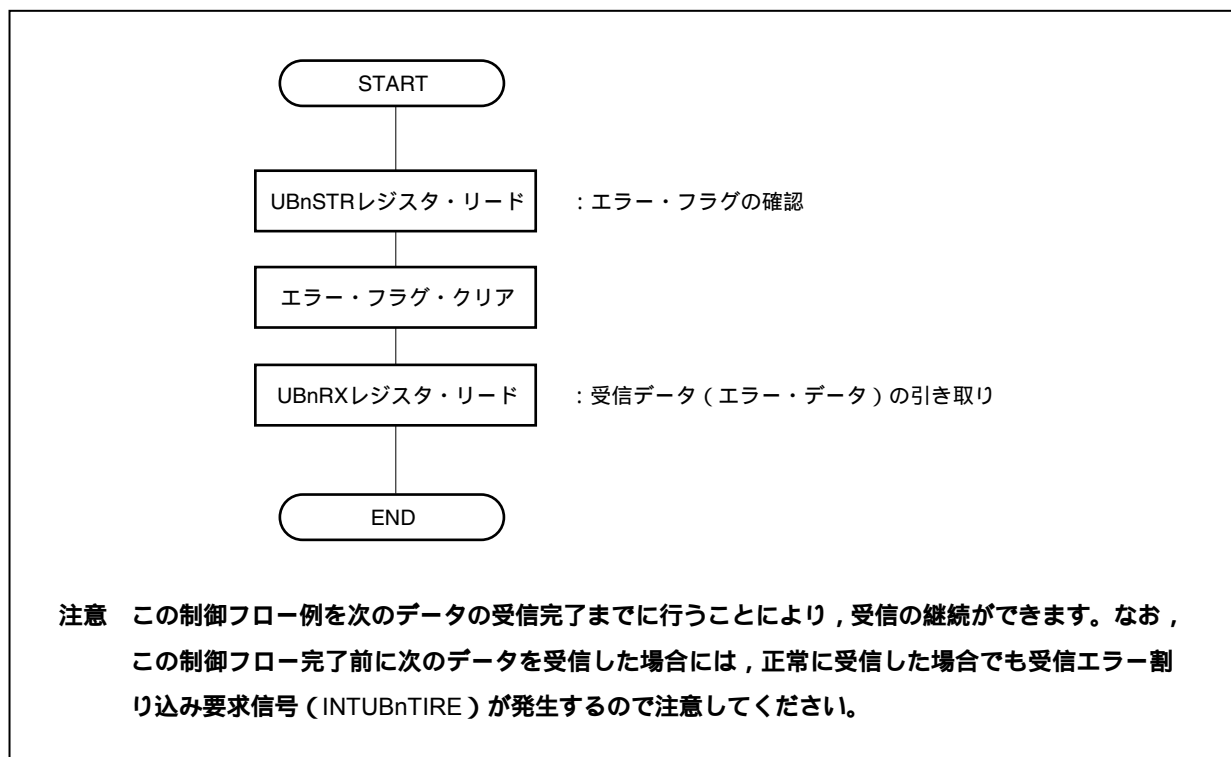 START
UBnSTRレジスタ・リード :エラー・フラグの確認
エラー・フラグ・クリア
UBnRXレジスタ・リード :受信データ(エラー・データ)の引き取り
END
注意 この制御フロー例を次のデータの受信完了までに行うことにより,受信の継続ができます。なお,
この制御フロー完了前に次のデータを受信した場合には,正常に受信した場合でも受信エラー割
り込み要求信号(INTUBnTIRE)が発生するので注意してください。